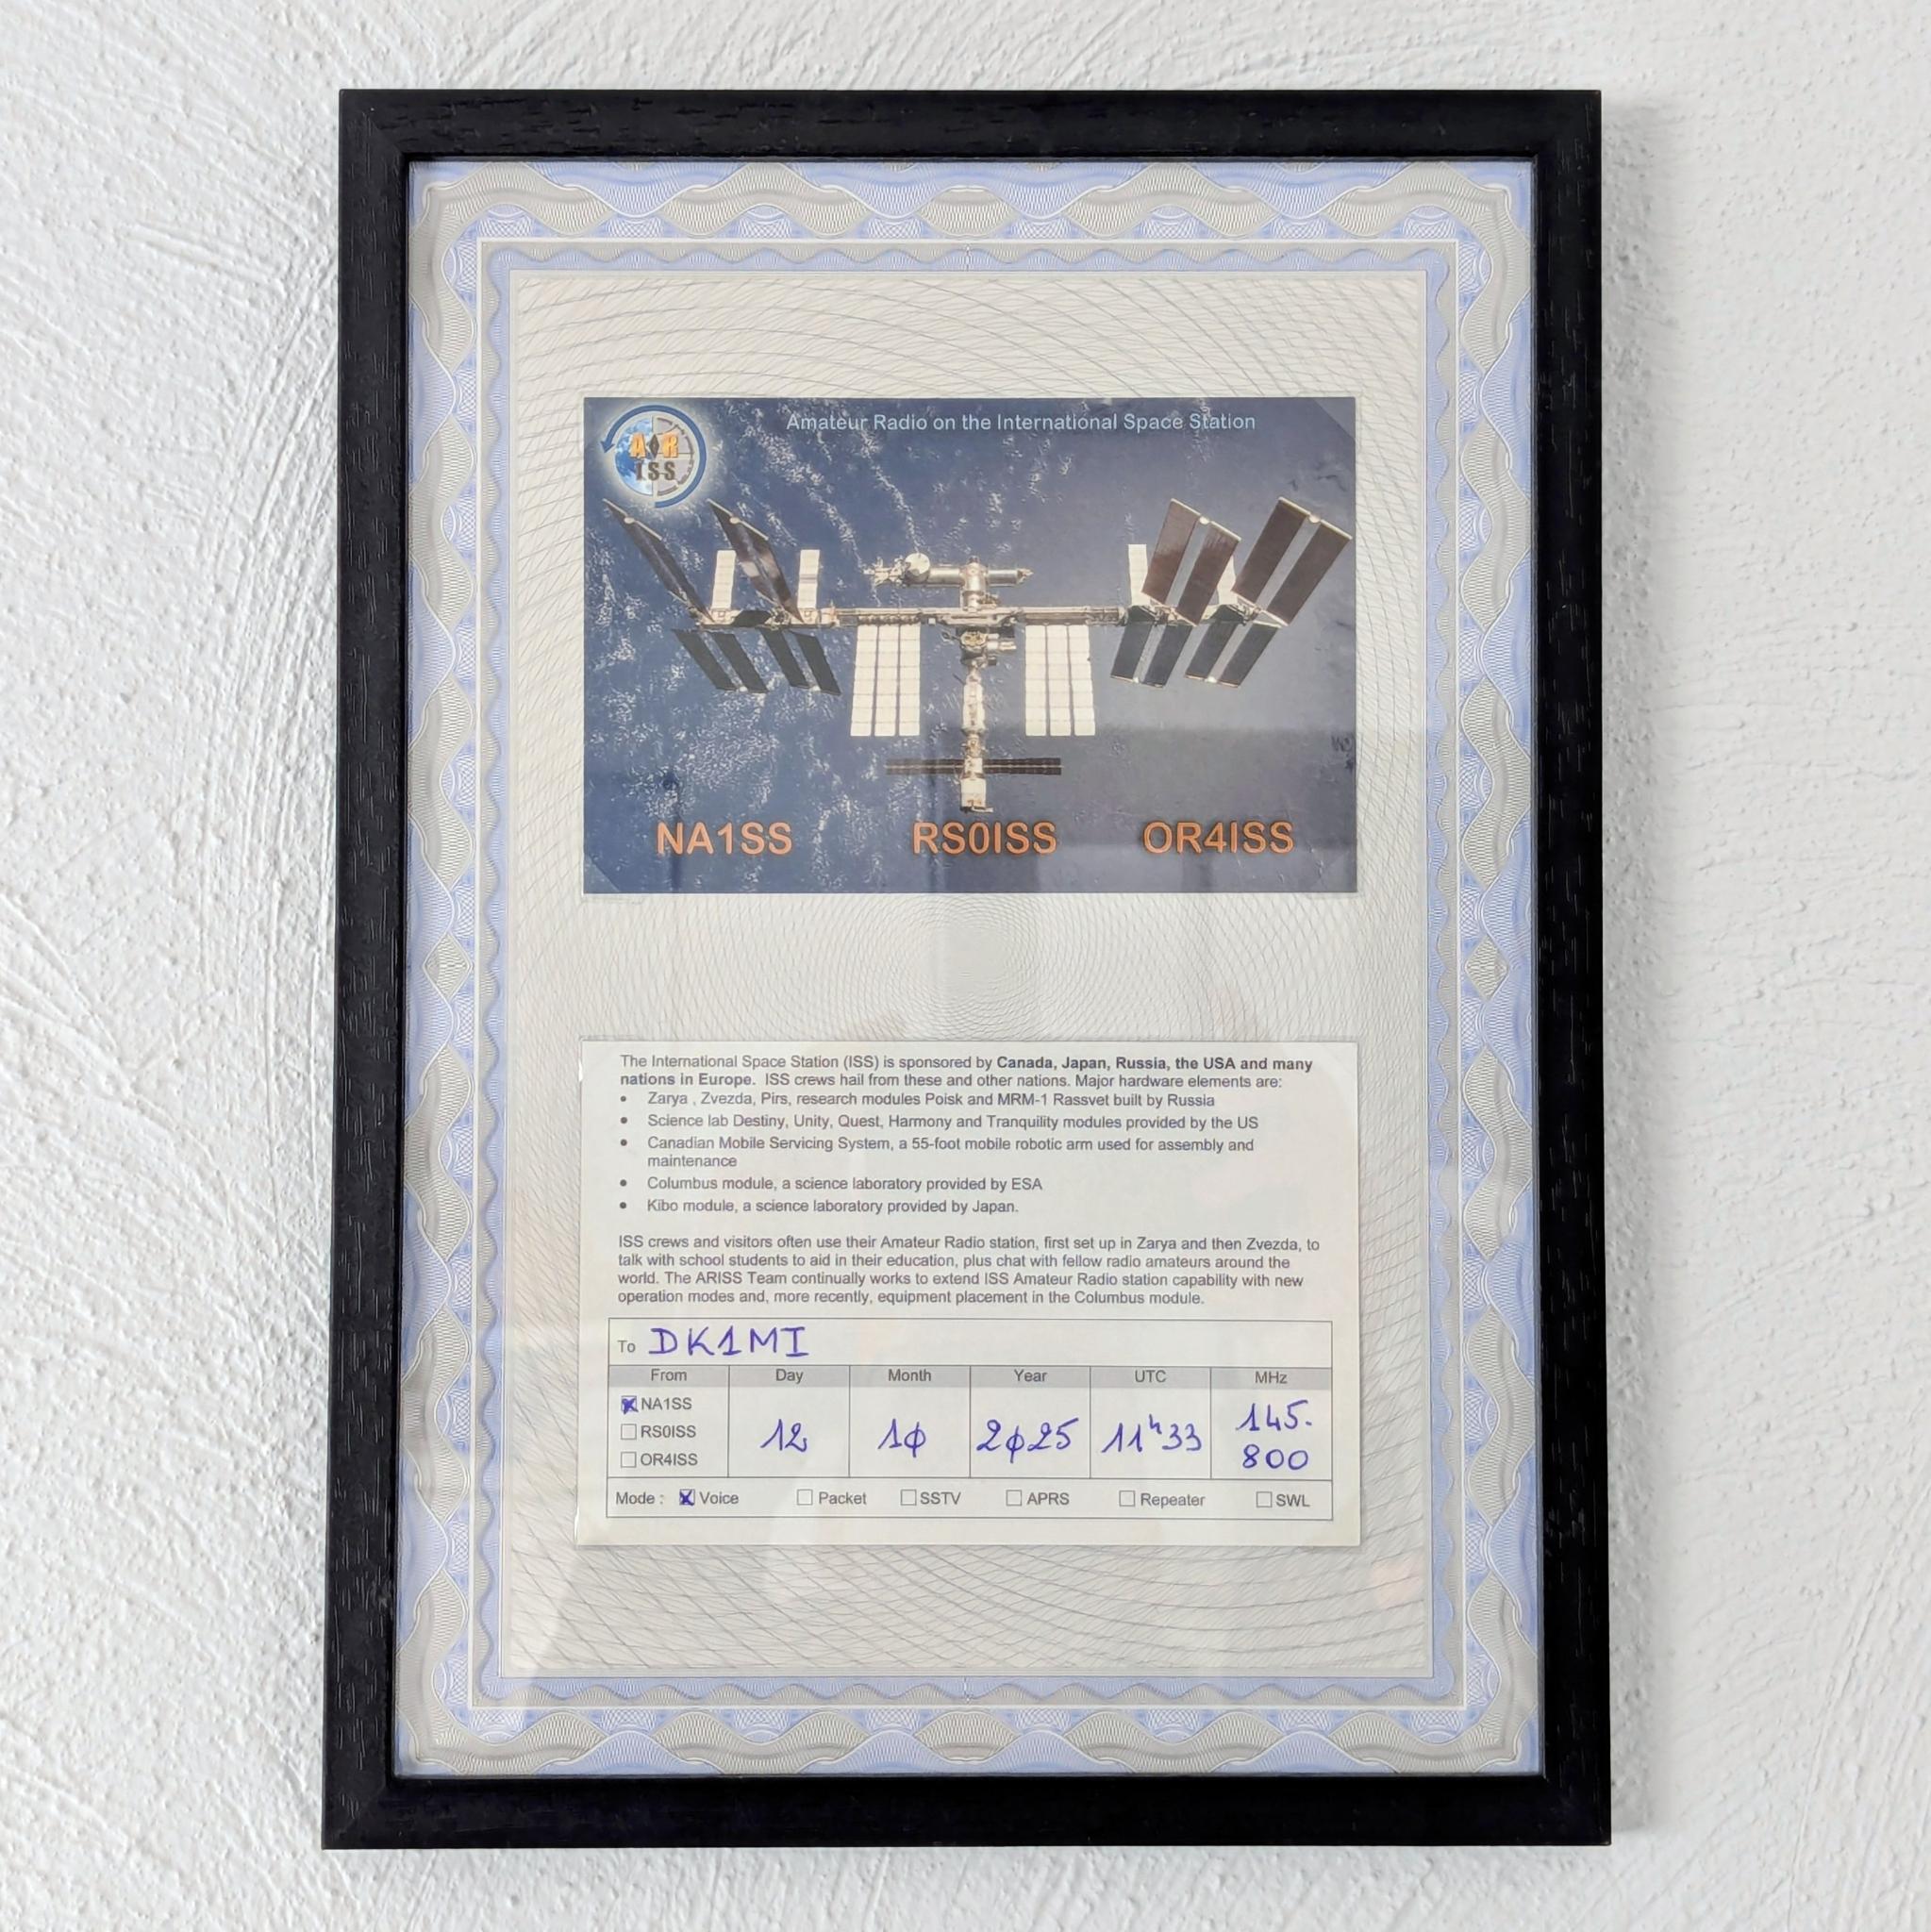 Amateur Radio on the International Space Station
AR
ISS
NA1SS RS0ISS OR4ISS
The International Space Station (ISS) is sponsored by Canada, Japan, Russia, the USA and many
nations in Europe. ISS crews hail from these and other nations. Major hardware elements are:
• Zarya , Zvezda, Pirs, research modules Poisk and MRM-1 Rassvet built by Russia
• Science lab Destiny, Unity, Quest, Harmony and Tranquility modules provided by the US
• Canadian Mobile Servicing System, a 55-foot mobile robotic arm used for assembly and
maintenance
• Columbus module, a science laboratory provided by ESA
• Kibo module, a science laboratory provided by Japan.
ISS crews and visitors often use their Amateur Radio station, first set up in Zarya and then Zvezda, to
talk with school students to aid in their education, plus chat with fellow radio amateurs around the
world. The ARISS Team continually works to extend ISS Amateur Radio station capability with new
operation modes and, more recently, equipment placement in the Columbus module.
To DK1MI
From Day Month Year UTC MHz
NA1SS
RS0ISS
OR4ISS
12 1φ 2φ25 11h33 145.
800
Mode : Voice Packet SSTV APRS Repeater SWL